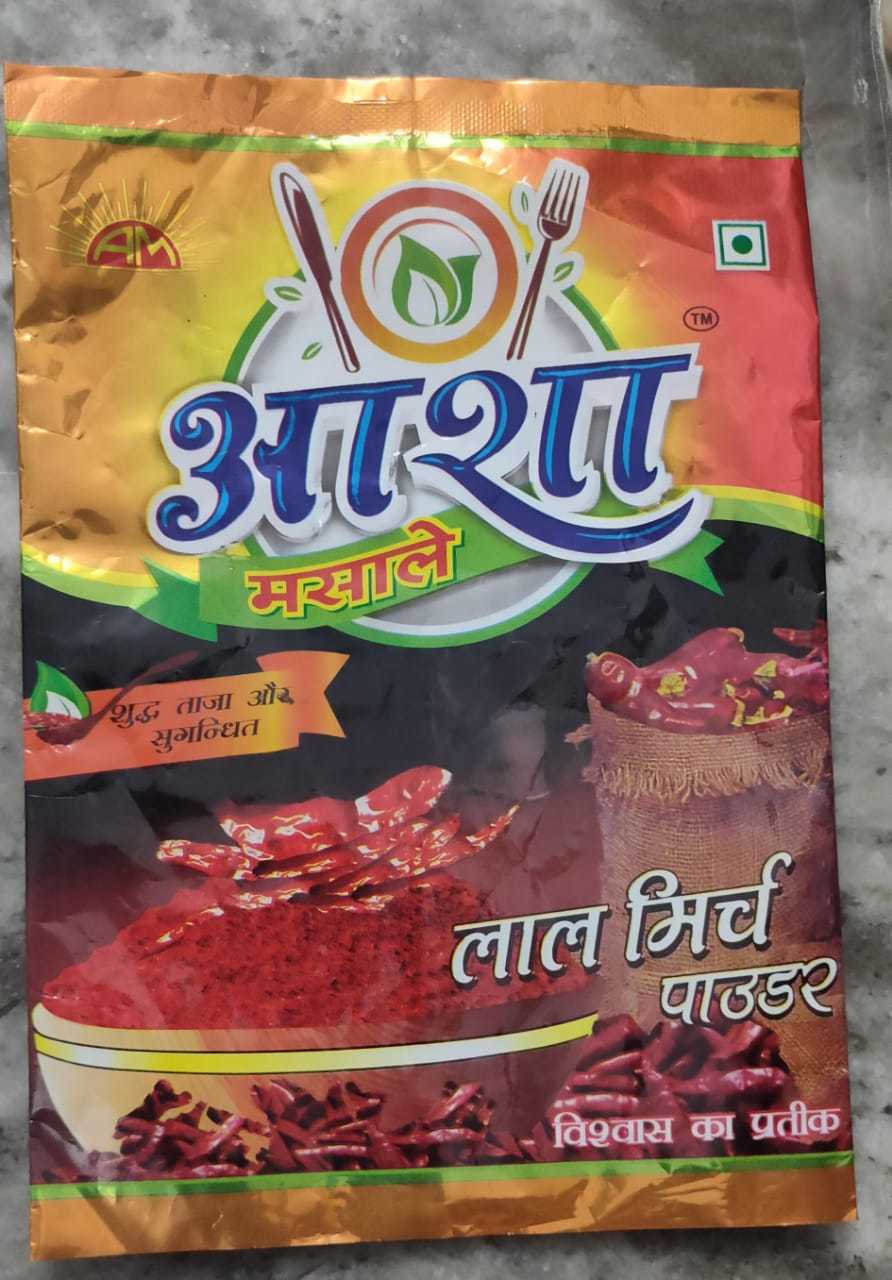 AM
TM
आशा
मसाले
शुद्ध ताजा और
सुगन्धित
लाल मिर्च
पाउडर
विश्वास का प्रतीक